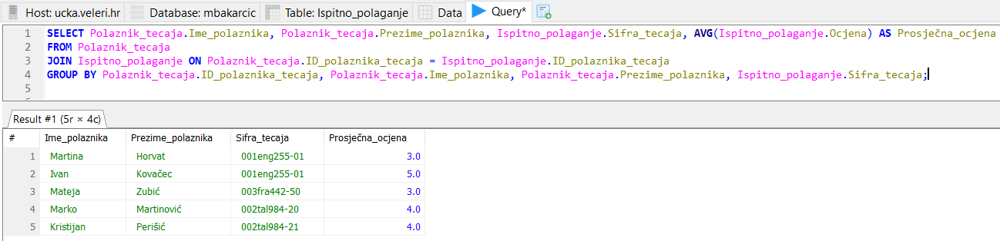 Host: ucka.veleri.hr Database: mbakarcic Table: Ispitno_polaganje Data Query*
1 SELECT Polaznik_tecaja.Ime_polaznika, Polaznik_tecaja.Prezime_polaznika, Ispitno_polaganje.Sifra_tecaja, AVG(Ispitno_polaganje.Ocjena) AS Prosječna_ocjena
2 FROM Polaznik_tecaja
3 JOIN Ispitno_polaganje ON Polaznik_tecaja.ID_polaznika_tecaja = Ispitno_polaganje.ID_polaznika_tecaja
4 GROUP BY Polaznik_tecaja.ID_polaznika_tecaja, Polaznik_tecaja.Ime_polaznika, Polaznik_tecaja.Prezime_polaznika, Ispitno_polaganje.Sifra_tecaja;
5
Result #1 (5r × 4c)
# Ime_polaznika Prezime_polaznika Sifra_tecaja Prosječna_ocjena
1 Martina Horvat 001eng255-01 3.0
2 Ivan Kovačec 001eng255-01 5.0
3 Mateja Zubić 003fra442-50 3.0
4 Marko Martinović 002tal984-20 4.0
5 Kristijan Perišić 002tal984-21 4.0